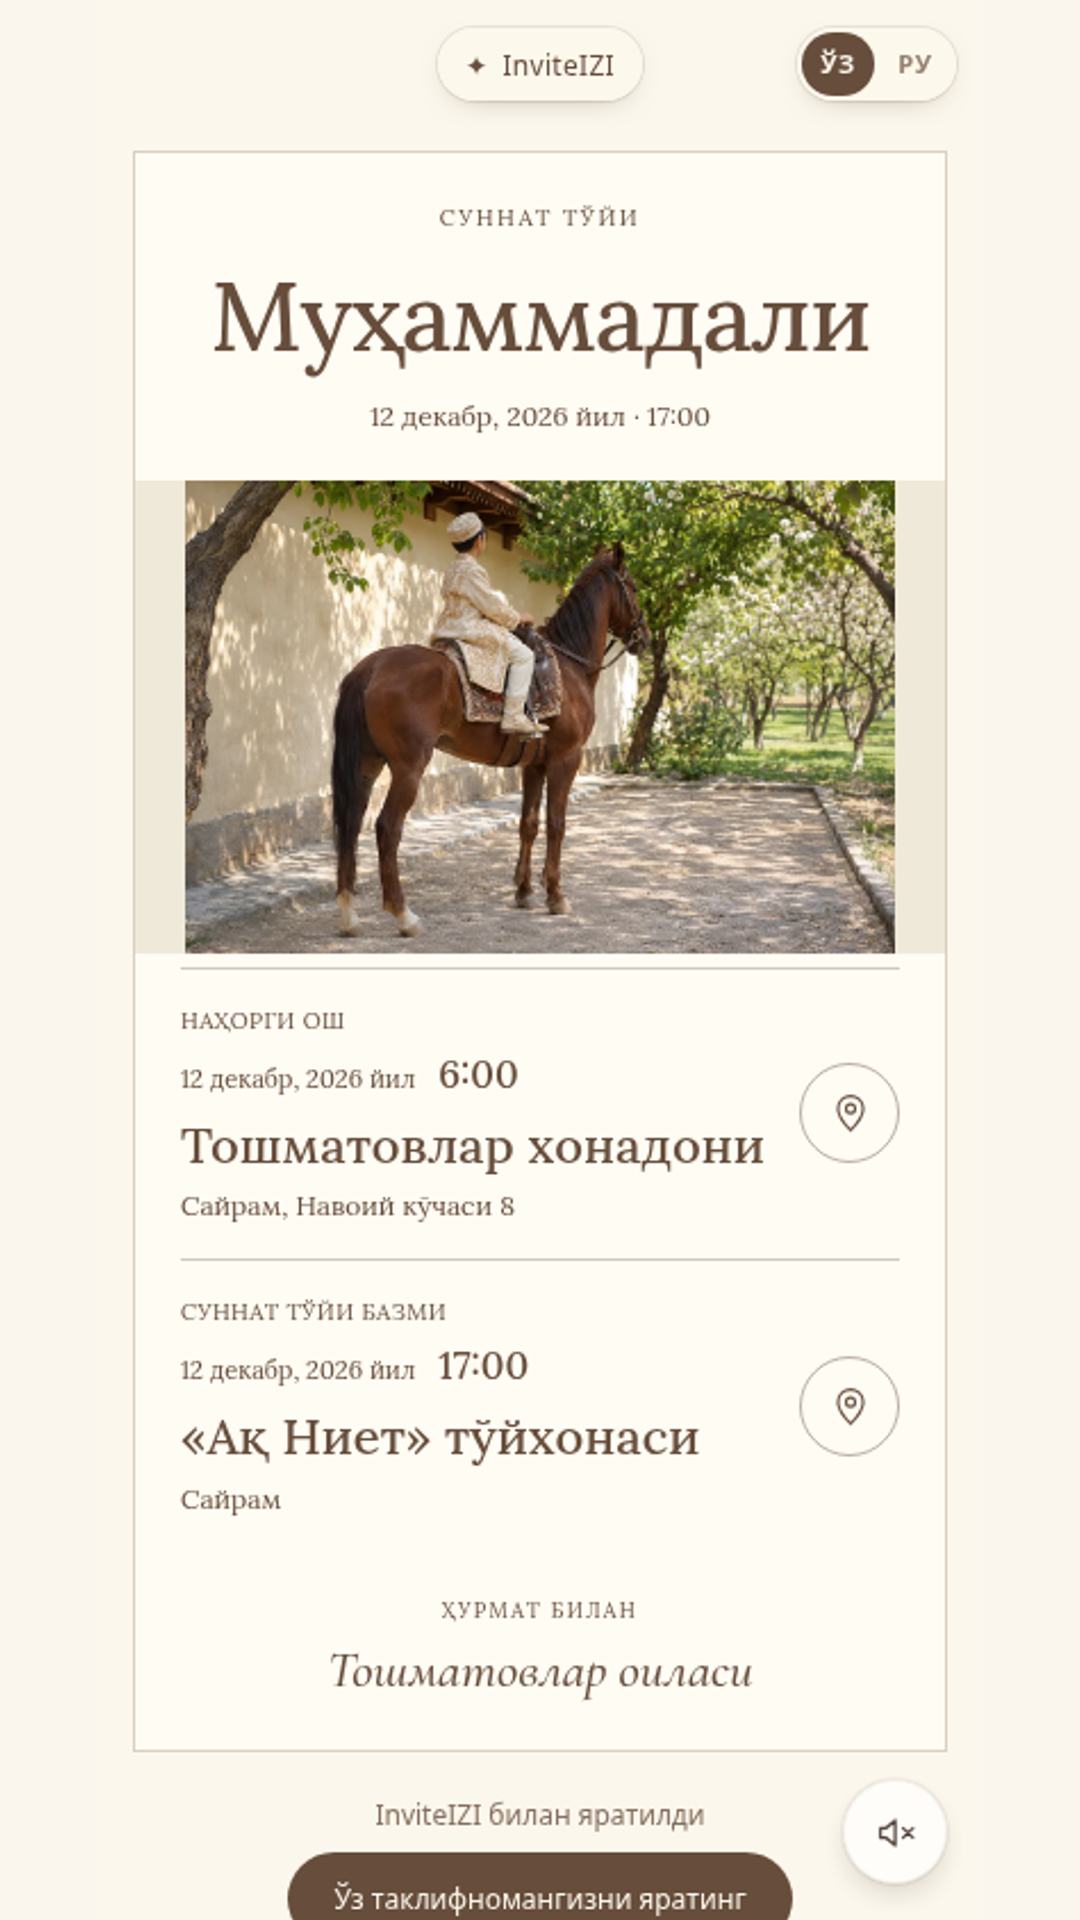 ✦ InviteIZI
ЎЗ РУ
СУННАТ ТЎЙИ
Муҳаммадали
12 декабр, 2026 йил · 17:00
НАҲОРГИ ОШ
12 декабр, 2026 йил 6:00
Тошматовлар хонадони
Сайрам, Навоий кўчаси 8
СУННАТ ТЎЙИ БАЗМИ
12 декабр, 2026 йил 17:00
«Ақ Ниет» тўйхонаси
Сайрам
ҲУРМАТ БИЛАН
Тошматовлар оиласи
InviteIZI билан яратилди
Ўз таклифномангизни яратинг